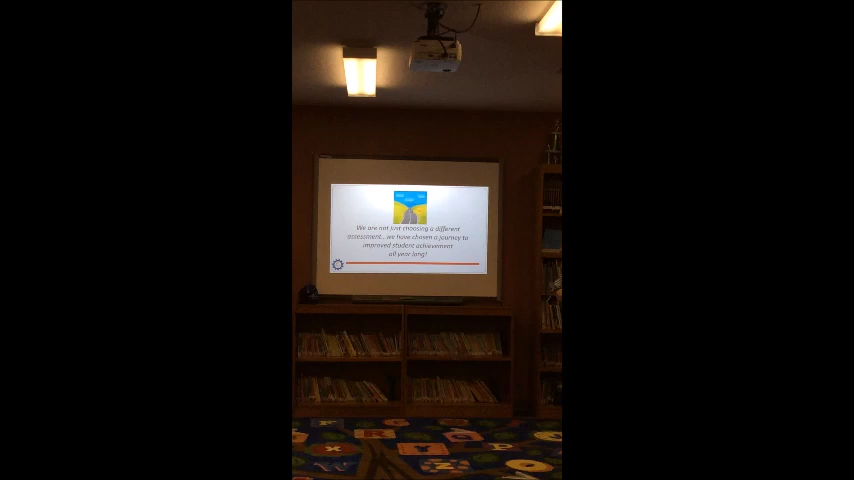 We are not just choosing a different
assessment...we have chosen a journey to
improved student achievement
all year long!
F G
R Y Q
X L P
W N Z O